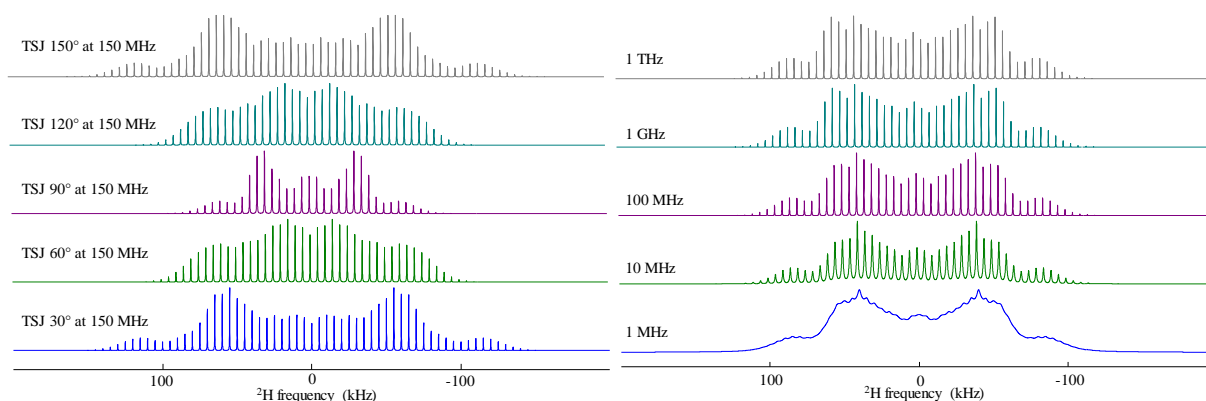 TSJ 150° at 150 MHz
TSJ 120° at 150 MHz
TSJ 90° at 150 MHz
TSJ 60° at 150 MHz
TSJ 30° at 150 MHz
100 0 -100
²H frequency (kHz)
1 THz
1 GHz
100 MHz
10 MHz
1 MHz
100 0 -100
²H frequency (kHz)